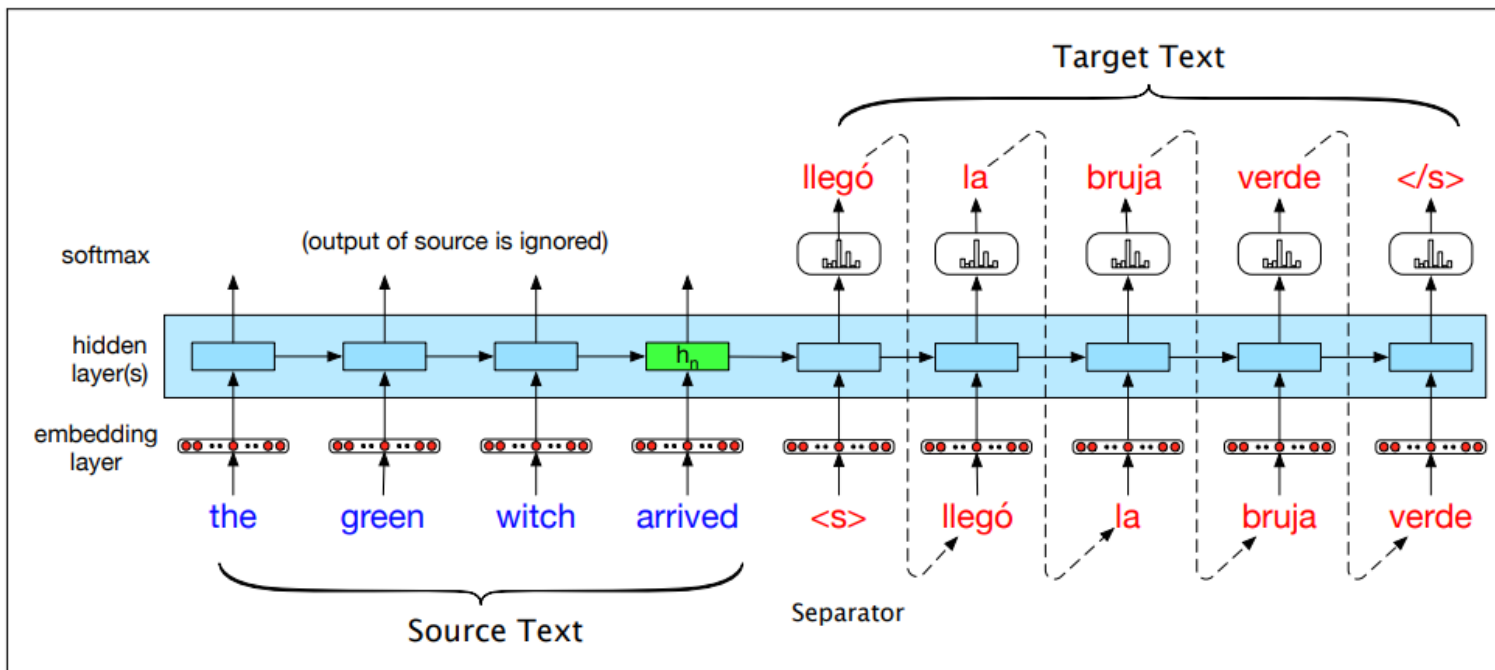 Target Text
llegó la bruja verde </s>
softmax (output of source is ignored)
hidden
layer(s)
hn
embedding
layer
the green witch arrived <s> llegó la bruja verde
Separator
Source Text